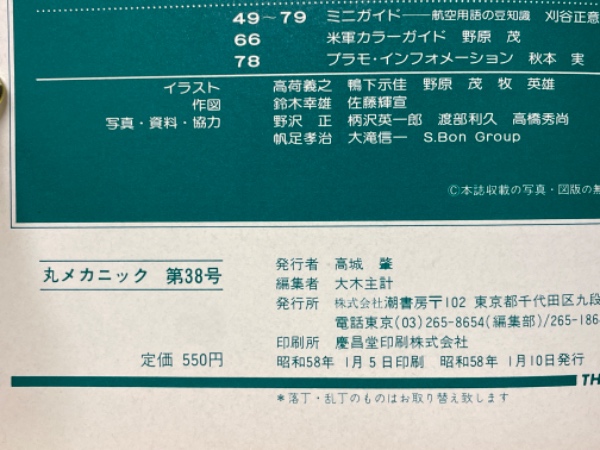 49～79 ミニガイド──航空用語の豆知識 刈谷正意
66 米軍カラーガイド 野原 茂
78 プラモ・インフォメーション 秋本 実
イラスト 高荷義之 鴨下示佳 野原 茂 牧 英雄
作図 鈴木幸雄 佐藤輝宣
写真・資料・協力 野沢 正 柄沢英一郎 渡部利久 高橋秀尚
帆足孝治 大滝信一 S.Bon Group
©本誌収載の写真・図版の無
丸メカニック 第38号
定価 550円
発行者 高城 肇
編集者 大木主計
発行所 株式会社潮書房〒102 東京都千代田区九段
電話東京(03)265-8654(編集部)/265-186
印刷所 慶昌堂印刷株式会社
昭和58年 1月5日印刷 昭和58年 1月10日発行
TH
*落丁・乱丁のものはお取り替え致します